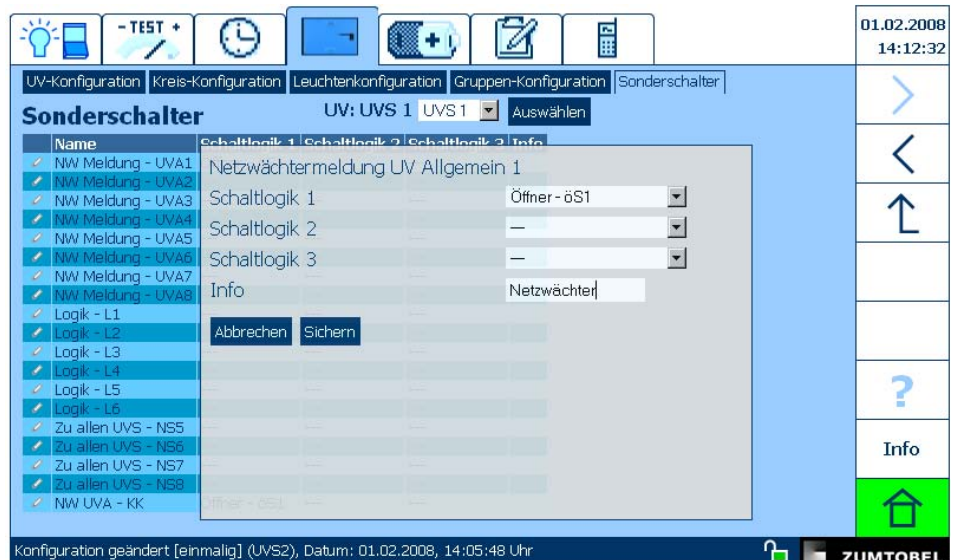 - TEST +
01.02.2008
14:12:32
UV-Konfiguration Kreis-Konfiguration Leuchtenkonfiguration Gruppen-Konfiguration Sonderschalter
Sonderschalter UV: UVS 1 UVS 1 Auswählen
Name Schaltlogik 1 Schaltlogik 2 Schaltlogik 3 Info
NW Meldung - UVA1
NW Meldung - UVA2
NW Meldung - UVA3
NW Meldung - UVA4
NW Meldung - UVA5
NW Meldung - UVA6
NW Meldung - UVA7
NW Meldung - UVA8
Logik - L1
Logik - L2
Logik - L3
Logik - L4
Logik - L5
Logik - L6
Zu allen UVS - NS5
Zu allen UVS - NS6
Zu allen UVS - NS7
Zu allen UVS - NS8
NW UVA - KK Öffner - öS1
Netzwächtermeldung UV Allgemein 1
Schaltlogik 1 Öffner - öS1
Schaltlogik 2 —
Schaltlogik 3 —
Info Netzwächter
Abbrechen Sichern
?
Info
Konfiguration geändert [einmalig] (UVS2), Datum: 01.02.2008, 14:05:48 Uhr
ZUMTOBEL